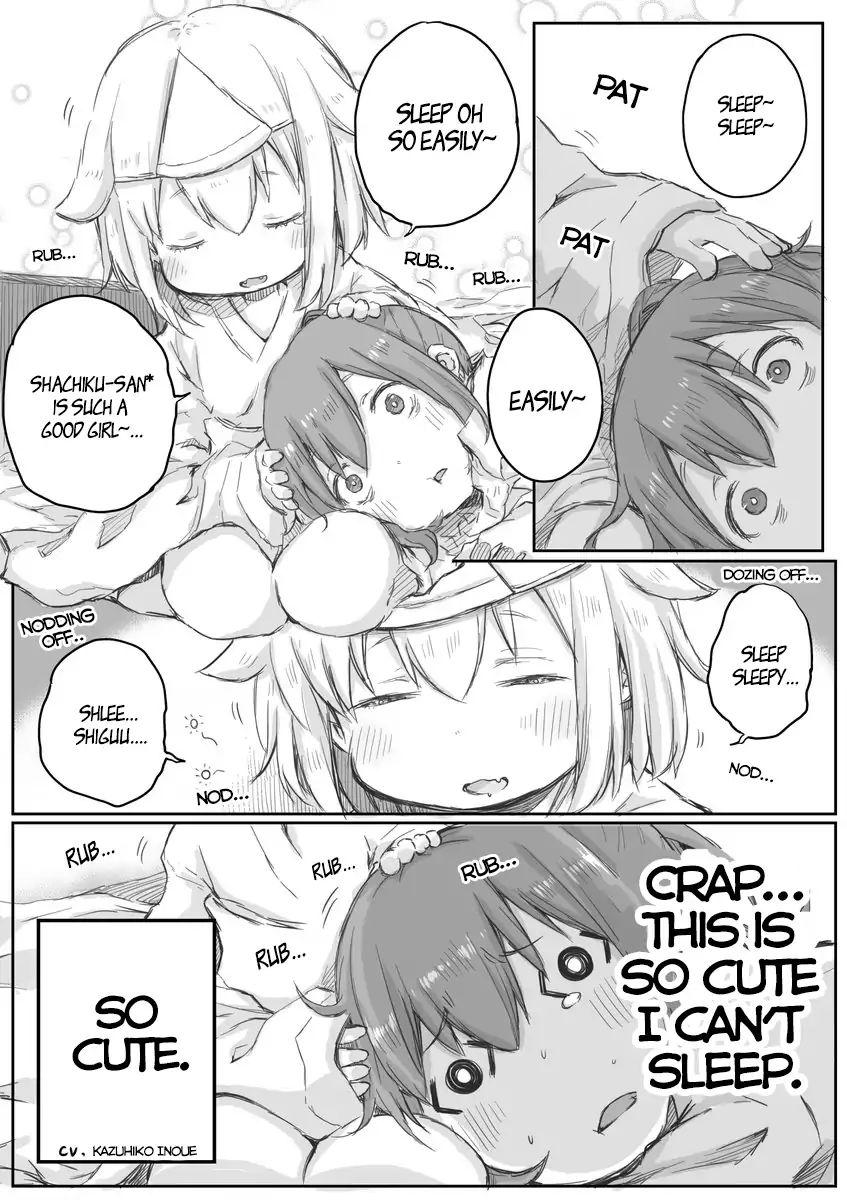 SLEEP~
SLEEP~
PAT
PAT
EASILY~
SLEEP OH
SO EASILY~
RUB...
RUB...
RUB...
SHACHIKU-SAN*
IS SUCH A
GOOD GIRL~...
DOZING OFF...
SLEEP
SLEEPY...
NOD...
NODDING
OFF..
SHLEE...
SHIGUU....
NOD...
CRAP...
THIS IS
SO CUTE
I CAN'T
SLEEP.
RUB...
RUB...
RUB...
RUB...
SO
CUTE.
CV. KAZUHIKO INOUE